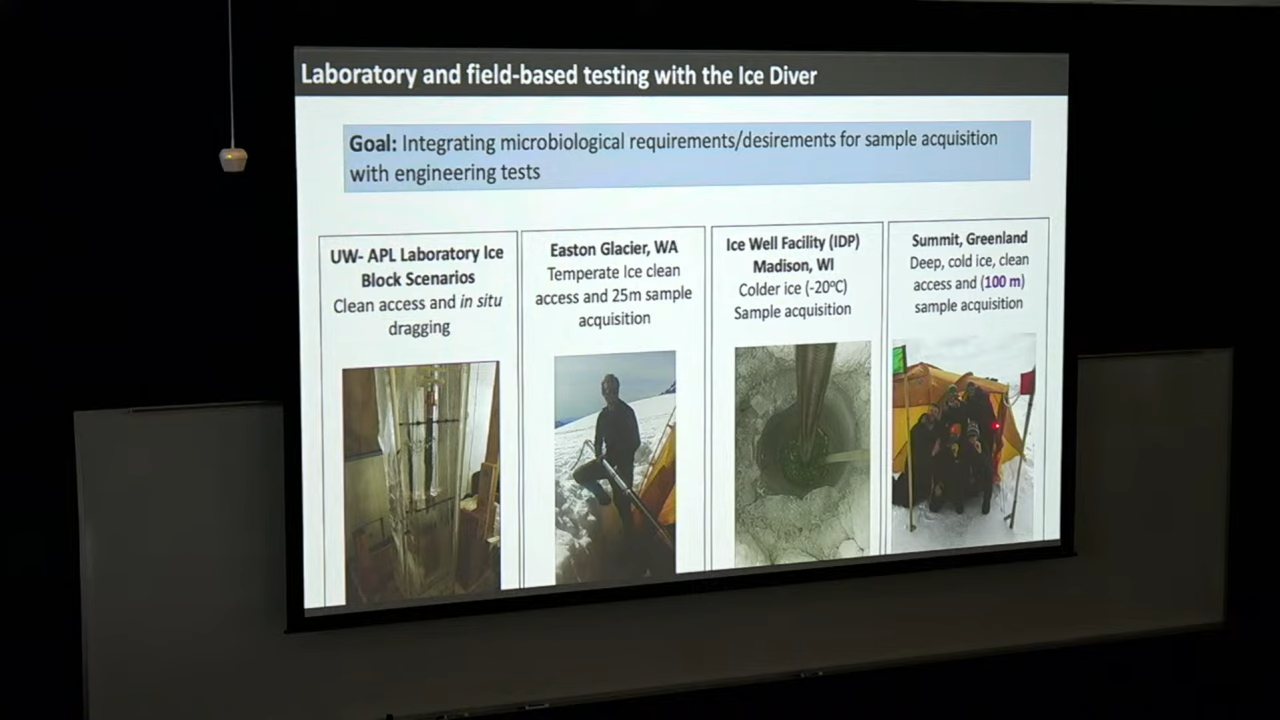 Laboratory and field-based testing with the Ice Diver
Goal: Integrating microbiological requirements/desirements for sample acquisition
with engineering tests
UW- APL Laboratory Ice
Block Scenarios
Clean access and in situ
dragging
Easton Glacier, WA
Temperate Ice clean
access and 25m sample
acquisition
Ice Well Facility (IDP)
Madison, WI
Colder ice (-20ºC)
Sample acquisition
Summit, Greenland
Deep, cold ice, clean
access and (100 m)
sample acquisition